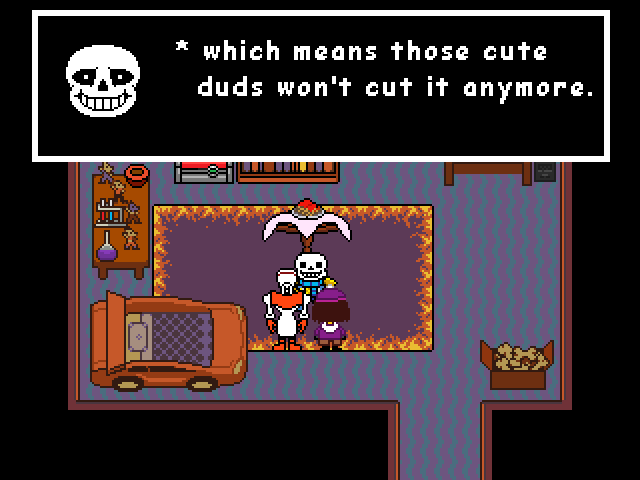 * which means those cute
duds won't cut it anymore.